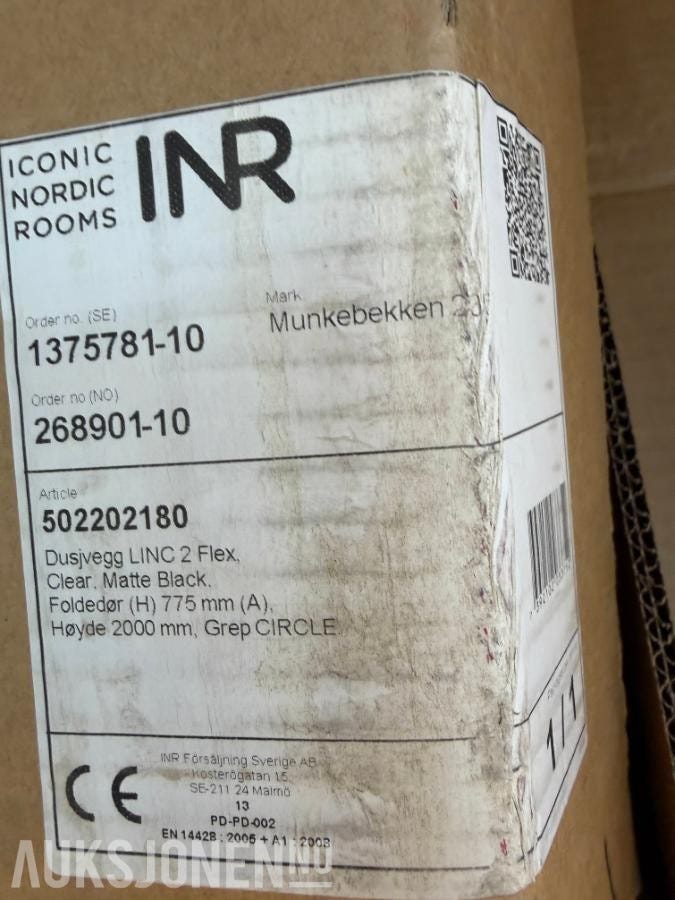 ICONIC
NORDIC
ROOMS
INR
Order no. (SE)
1375781-10
Mark
Munkebekken
Order no (NO)
268901-10
Article
502202180
Dusjvegg LINC 2 Flex,
Clear, Matte Black,
Foldedør (H) 775 mm (A),
Høyde 2000 mm, Grep CIRCLE
1/1
CE
INR Försäljning Sverige AB
Kosterögatan 15
SE-211 24 Malmö
13
PD-PD-002
EN 14428 : 2005 + A1 : 2008
AUKSJONEN.NO